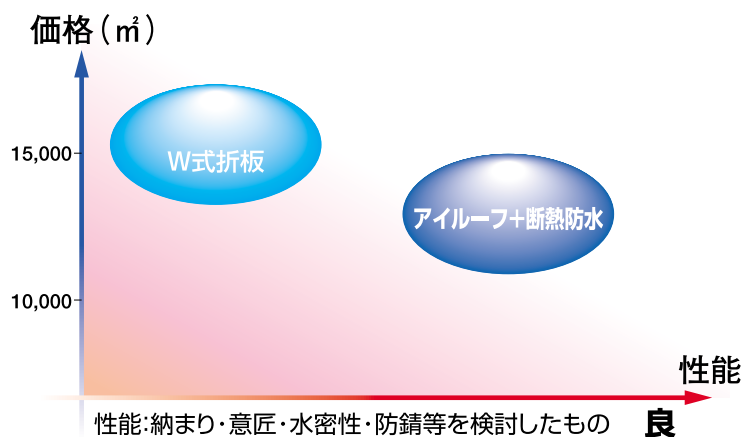 価格(㎡)
W式折板
15,000
アイルーフ+断熱防水
10,000
性能
性能:納まり・意匠・水密性・防錆等を検討したもの
良